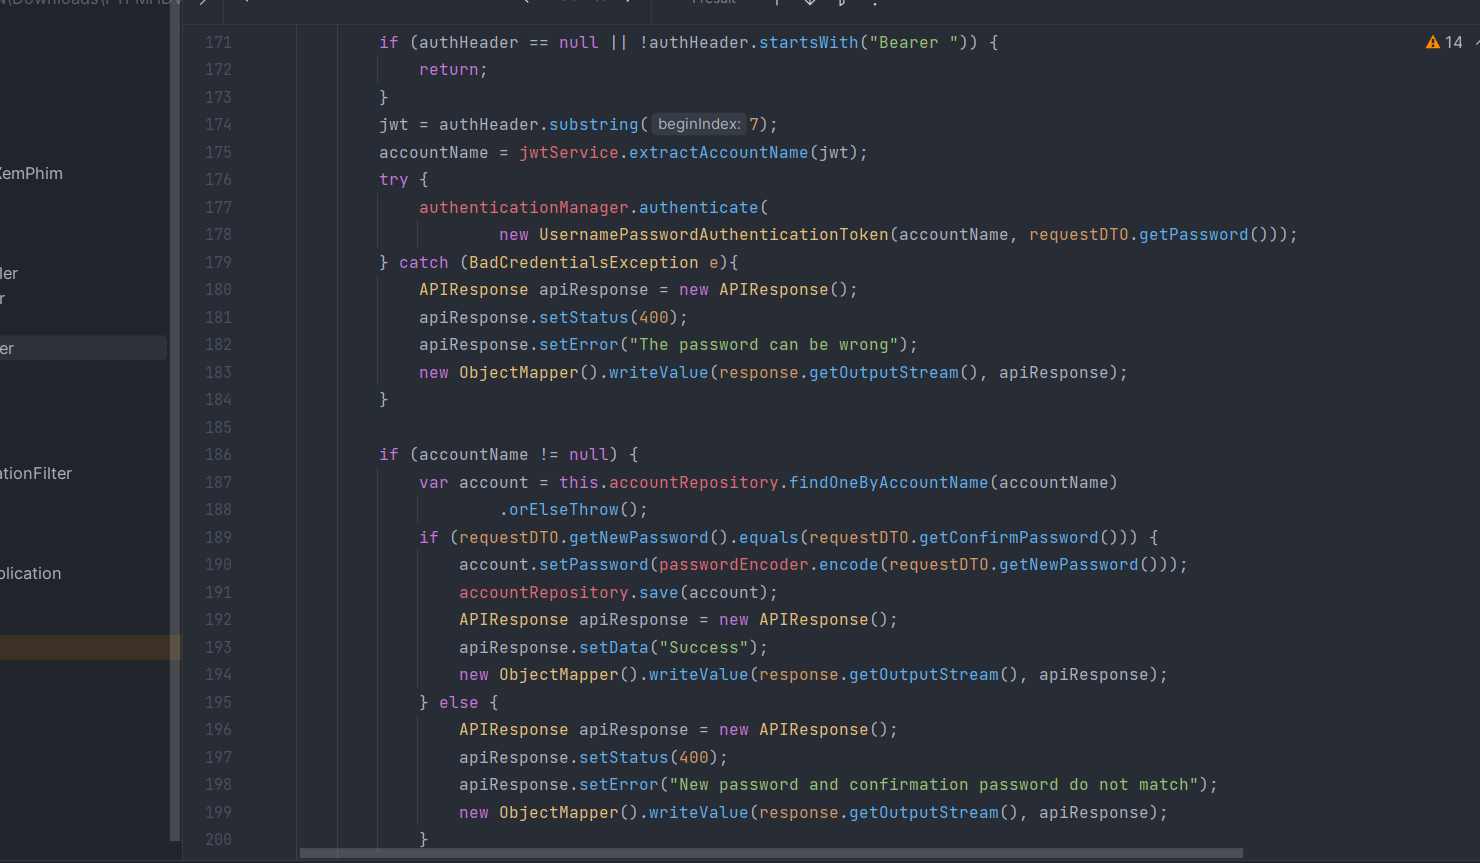 171 if (authHeader == null || !authHeader.startsWith("Bearer ")) {
14
172 return;
173 }
174 jwt = authHeader.substring( beginIndex: 7);
175 accountName = jwtService.extractAccountName(jwt);
176 try {
177 authenticationManager.authenticate(
178 new UsernamePasswordAuthenticationToken(accountName, requestDTO.getPassword()));
179 } catch (BadCredentialsException e){
180 APIResponse apiResponse = new APIResponse();
181 apiResponse.setStatus(400);
182 apiResponse.setError("The password can be wrong");
183 new ObjectMapper().writeValue(response.getOutputStream(), apiResponse);
184 }
185
186 if (accountName != null) {
187 var account = this.accountRepository.findOneByAccountName(accountName)
188 .orElseThrow();
189 if (requestDTO.getNewPassword().equals(requestDTO.getConfirmPassword())) {
190 account.setPassword(passwordEncoder.encode(requestDTO.getNewPassword()));
191 accountRepository.save(account);
192 APIResponse apiResponse = new APIResponse();
193 apiResponse.setData("Success");
194 new ObjectMapper().writeValue(response.getOutputStream(), apiResponse);
195 } else {
196 APIResponse apiResponse = new APIResponse();
197 apiResponse.setStatus(400);
198 apiResponse.setError("New password and confirmation password do not match");
199 new ObjectMapper().writeValue(response.getOutputStream(), apiResponse);
200 }
XemPhim
ler
r
er
ationFilter
plication